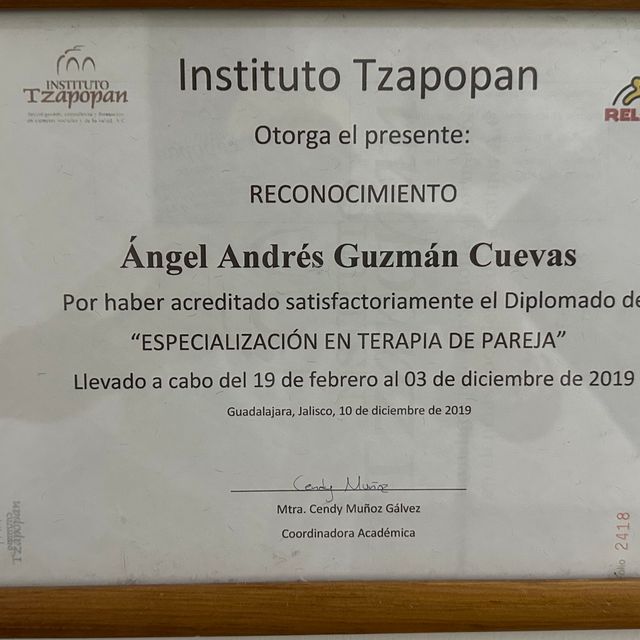 INSTITUTO
Tzapopan
Instituto Tzapopan
REL
Otorga el presente:
RECONOCIMIENTO
Ángel Andrés Guzmán Cuevas
Por haber acreditado satisfactoriamente el Diplomado de
“ESPECIALIZACIÓN EN TERAPIA DE PAREJA”
Llevado a cabo del 19 de febrero al 03 de diciembre de 2019
Guadalajara, Jalisco, 10 de diciembre de 2019
Cendy Muñoz
Mtra. Cendy Muñoz Gálvez
Coordinadora Académica
Tzapopan
2418